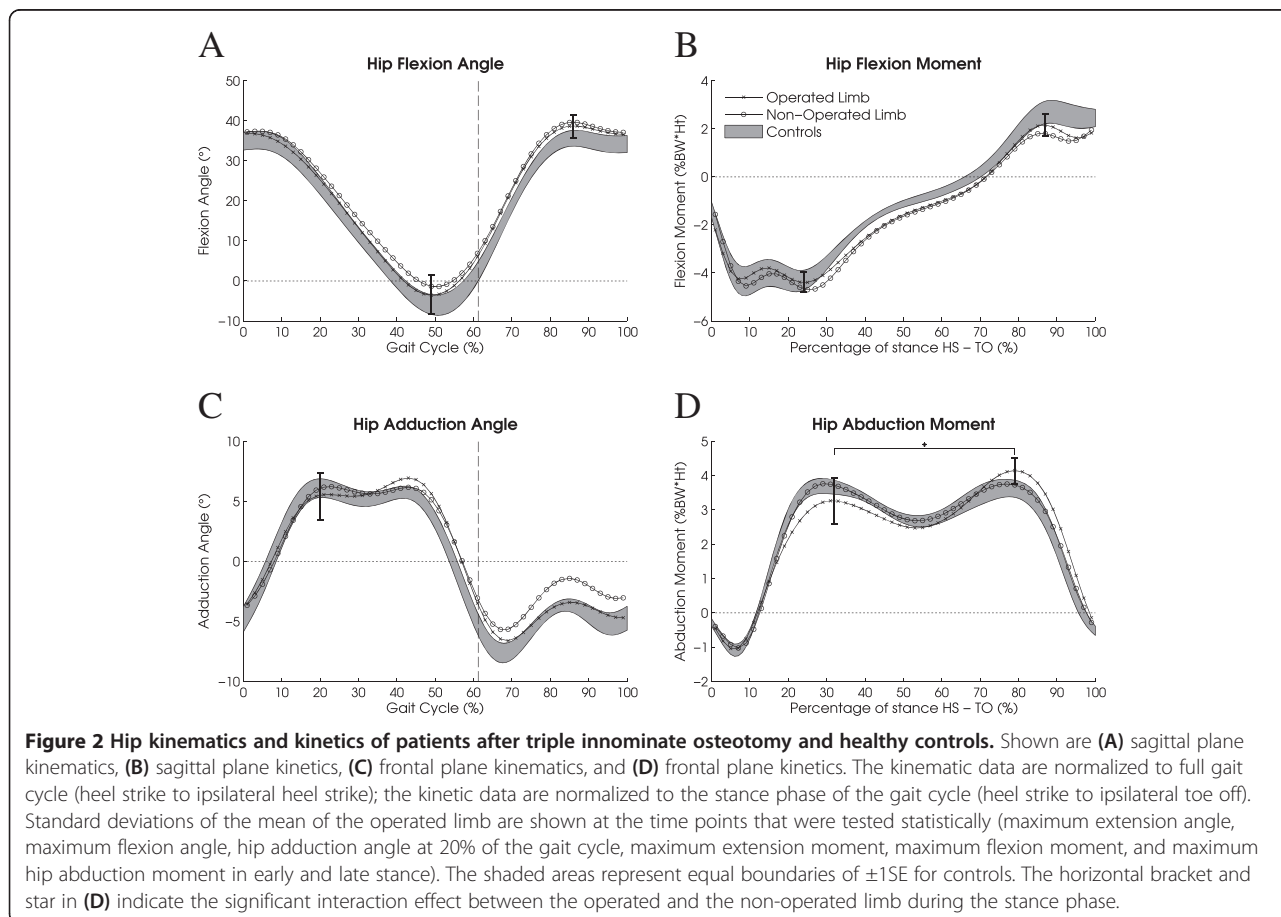 A
Hip Flexion Angle
Flexion Angle (°)
50
40
30
20
10
0
−10
0 10 20 30 40 50 60 70 80 90 100
Gait Cycle (%)
B
Hip Flexion Moment
Operated Limb
Non−Operated Limb
Controls
Flexion Moment (%BW*Ht)
4
2
0
−2
−4
−6
0 10 20 30 40 50 60 70 80 90 100
Percentage of stance HS − TO (%)
C
Hip Adduction Angle
Adduction Angle (°)
10
5
0
−5
−10
0 10 20 30 40 50 60 70 80 90 100
Gait Cycle (%)
D
Hip Abduction Moment
Abduction Moment (%BW*Ht)
5
4
3
2
1
0
−1
−2
0 10 20 30 40 50 60 70 80 90 100
Percentage of stance HS − TO (%)
Figure 2 Hip kinematics and kinetics of patients after triple innominate osteotomy and healthy controls. Shown are (A) sagittal plane
kinematics, (B) sagittal plane kinetics, (C) frontal plane kinematics, and (D) frontal plane kinetics. The kinematic data are normalized to full gait
cycle (heel strike to ipsilateral heel strike); the kinetic data are normalized to the stance phase of the gait cycle (heel strike to ipsilateral toe off).
Standard deviations of the mean of the operated limb are shown at the time points that were tested statistically (maximum extension angle,
maximum flexion angle, hip adduction angle at 20% of the gait cycle, maximum extension moment, maximum flexion moment, and maximum
hip abduction moment in early and late stance). The shaded areas represent equal boundaries of ±1SE for controls. The horizontal bracket and
star in (D) indicate the significant interaction effect between the operated and the non-operated limb during the stance phase.